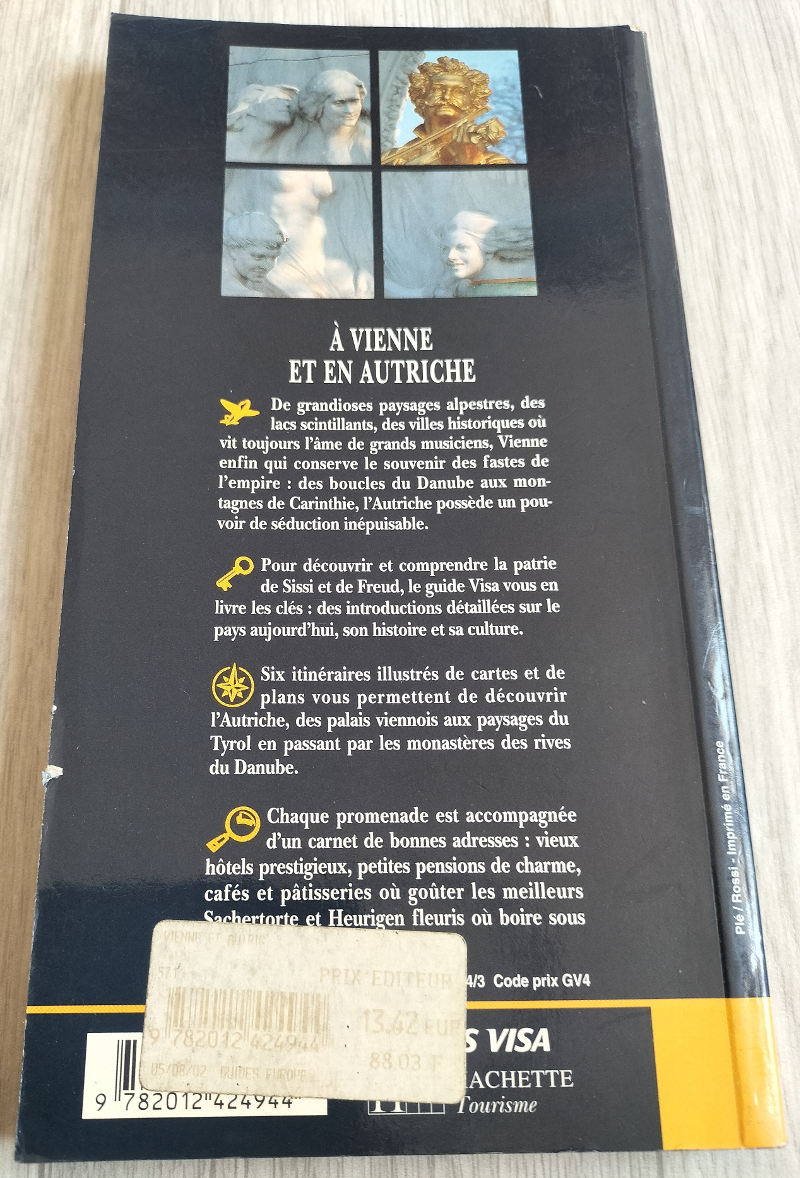 À VIENNE
ET EN AUTRICHE
De grandioses paysages alpestres, des
lacs scintillants, des villes historiques où
vit toujours l'âme de grands musiciens, Vienne
enfin qui conserve le souvenir des fastes de
l'empire : des boucles du Danube aux mon-
tagnes de Carinthie, l'Autriche possède un pou-
voir de séduction inépuisable.
Pour découvrir et comprendre la patrie
de Sissi et de Freud, le guide Visa vous en
livre les clés : des introductions détaillées sur le
pays aujourd'hui, son histoire et sa culture.
Six itinéraires illustrés de cartes et de
plans vous permettent de découvrir
l'Autriche, des palais viennois aux paysages du
Tyrol en passant par les monastères des rives
du Danube.
Chaque promenade est accompagnée
d'un carnet de bonnes adresses : vieux
hôtels prestigieux, petites pensions de charme,
cafés et pâtisseries où goûter les meilleurs
Sachertorte et Heurigen fleuris où boire sous
4/3 Code prix GV4
VIENNE ET
PRIX EDITEUR
13.42 EUR
9 782012 424944
88.03 F
05/08/02 GUIDES EUROPE
S VISA
HACHETTE
Tourisme
9 782012 424944
Plé / Rossi - Imprimé en France